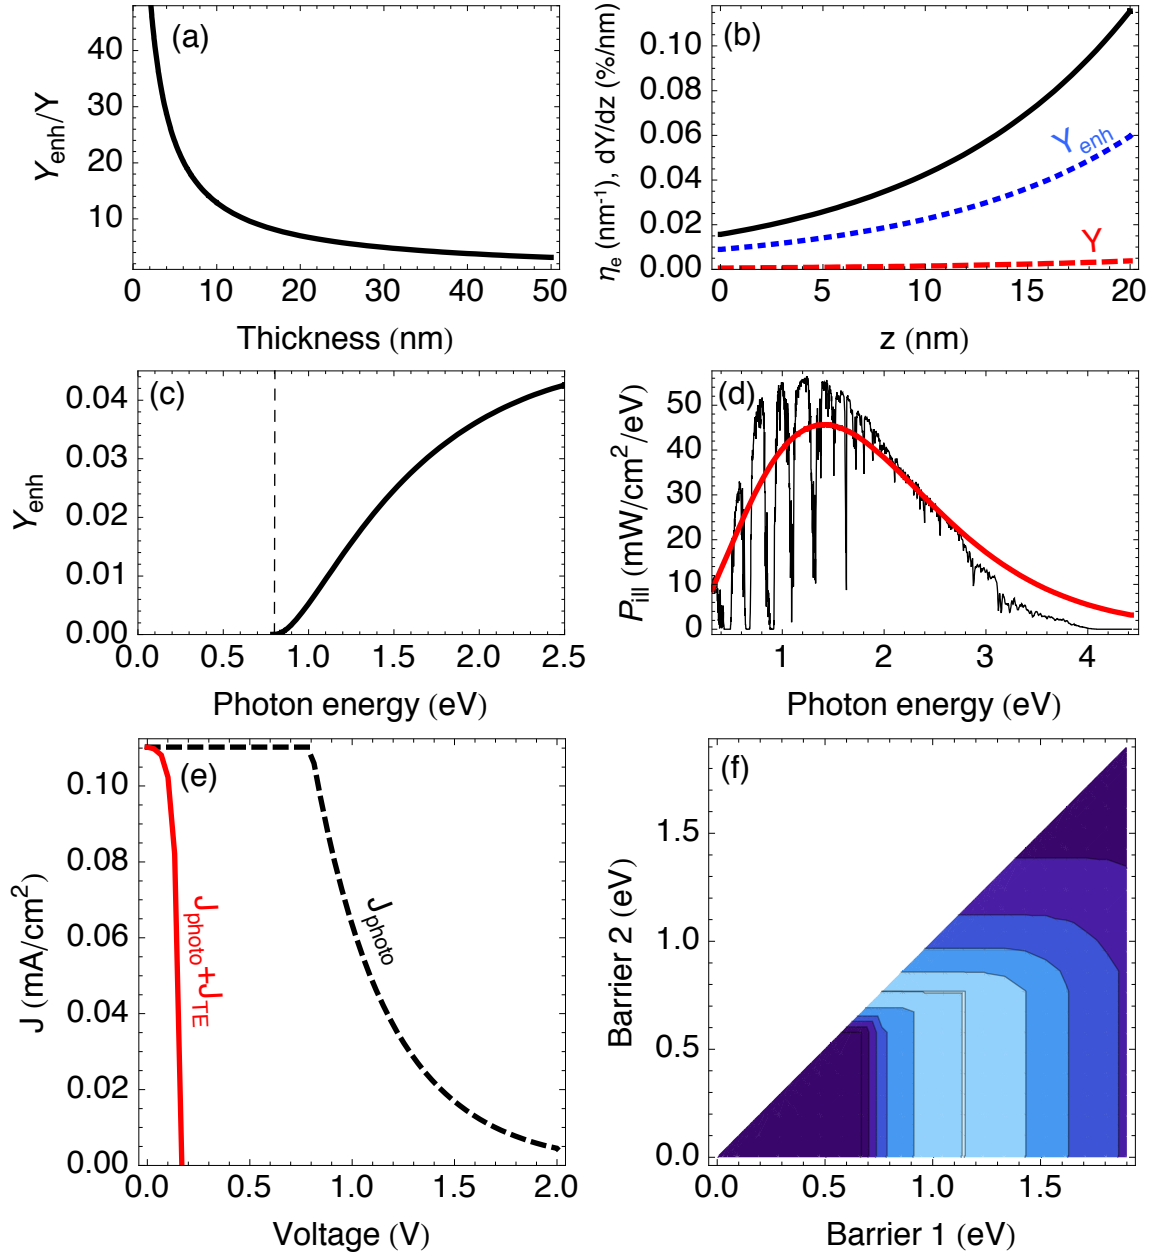 (a)
Y_enh/Y
40
30
20
10
0 10 20 30 40 50
Thickness (nm)
(b)
η_e (nm⁻¹), dY/dz (%/nm)
0.10
0.08
0.06
0.04
0.02
0.00
Y_enh
Y
0 5 10 15 20
z (nm)
(c)
Y_enh
0.04
0.03
0.02
0.01
0.00
0.0 0.5 1.0 1.5 2.0 2.5
Photon energy (eV)
(d)
P_ill (mW/cm²/eV)
50
40
30
20
10
0
1 2 3 4
Photon energy (eV)
(e)
J (mA/cm²)
0.10
0.08
0.06
0.04
0.02
0.00
J_photo+J_TE
J_photo
0.0 0.5 1.0 1.5 2.0
Voltage (V)
(f)
Barrier 2 (eV)
1.5
1.0
0.5
0.0
0.0 0.5 1.0 1.5
Barrier 1 (eV)